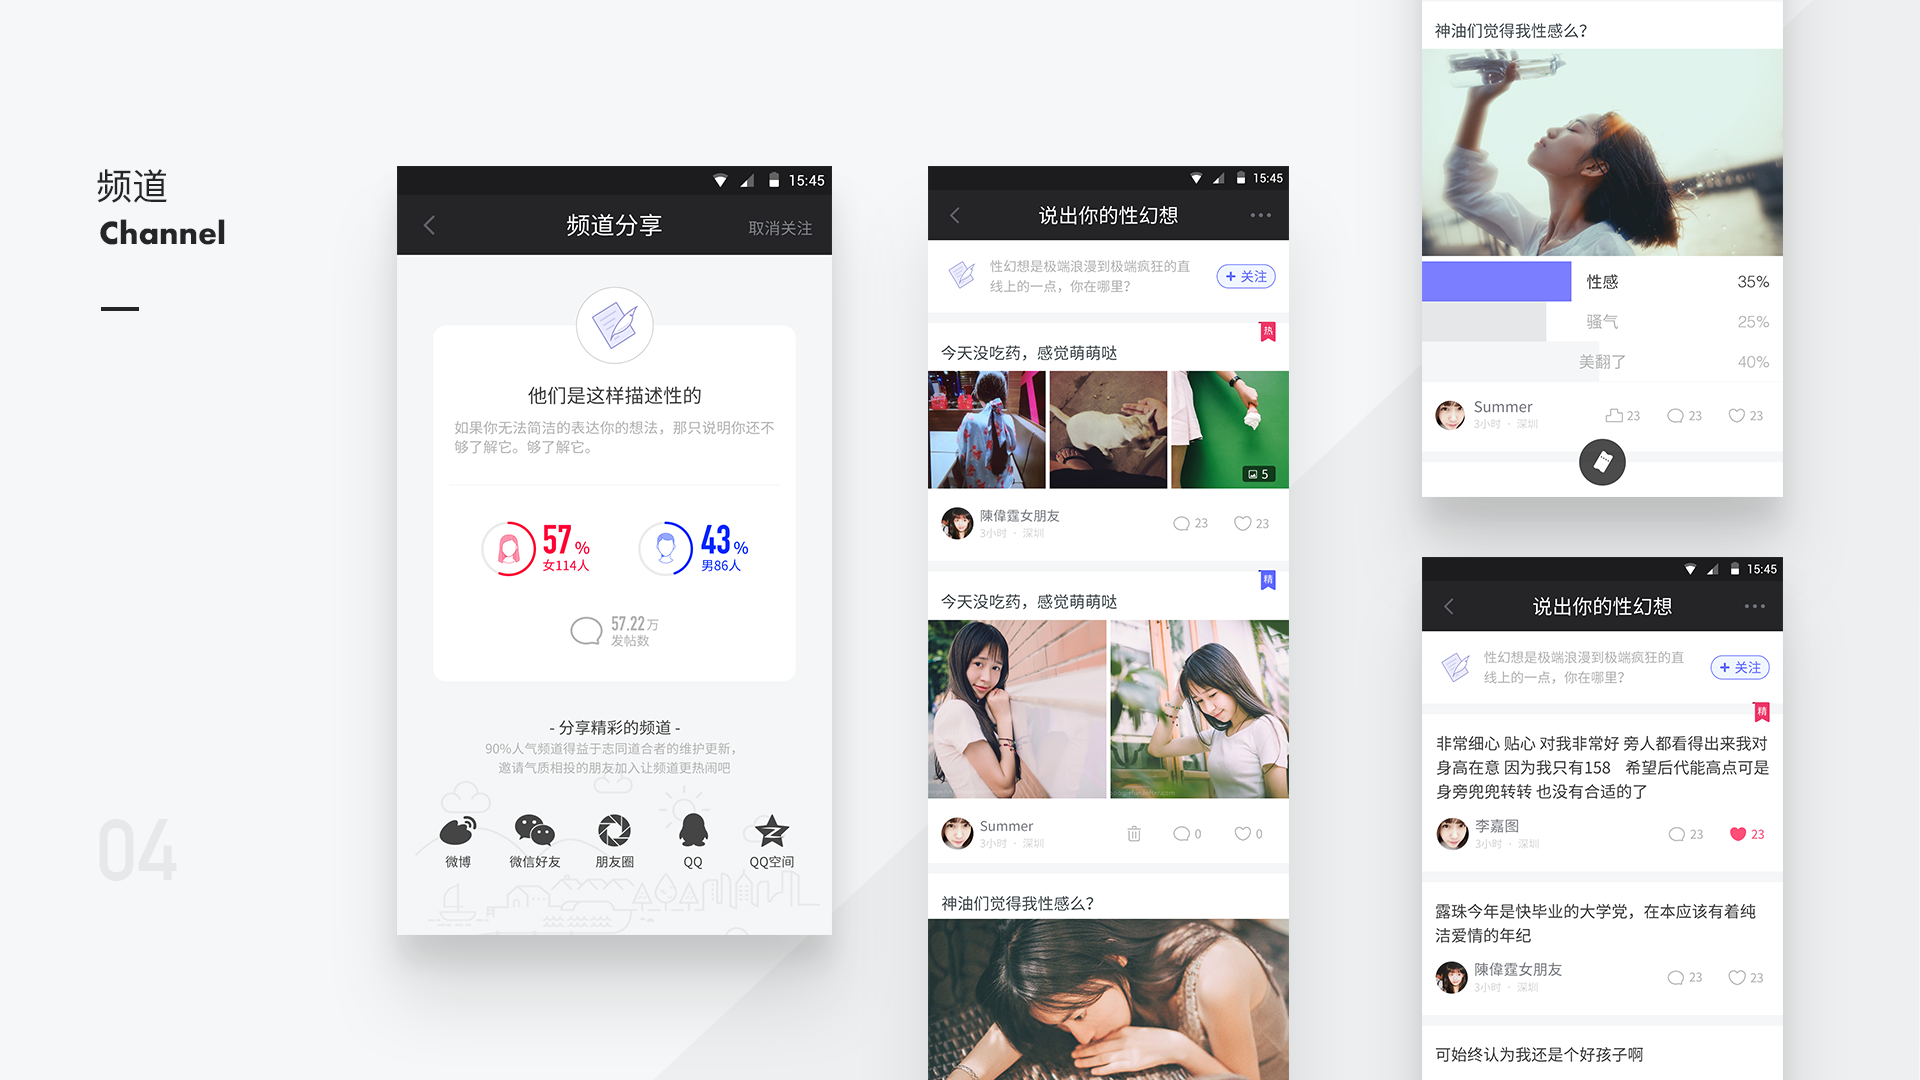 频道
Channel
04
15:45
频道分享
取消关注
他们是这样描述性的
如果你无法简洁的表达你的想法，那只说明你还不
够了解它。够了解它。
57%
女114人
43%
男86人
57.22万
发帖数
- 分享精彩的频道 -
90%人气频道得益于志同道合者的维护更新，
邀请气质相投的朋友加入让频道更热闹吧
微博
微信好友
朋友圈
QQ
QQ空间
15:45
说出你的性幻想
性幻想是极端浪漫到极端疯狂的直
线上的一点，你在哪里？
+ 关注
热
今天没吃药，感觉萌萌哒
5
陳偉霆女朋友
3小时 · 深圳
23
23
精
今天没吃药，感觉萌萌哒
Summer
3小时 · 深圳
0
0
神油们觉得我性感么？
神油们觉得我性感么？
性感
35%
骚气
25%
美翻了
40%
Summer
3小时 · 深圳
23
23
23
15:45
说出你的性幻想
性幻想是极端浪漫到极端疯狂的直
线上的一点，你在哪里？
+ 关注
精
非常细心 贴心 对我非常好 旁人都看得出来我对
身高在意 因为我只有158 希望后代能高点可是
身旁兜兜转转 也没有合适的了
李嘉图
3小时 · 深圳
23
23
露珠今年是快毕业的大学党，在本应该有着纯
洁爱情的年纪
陳偉霆女朋友
3小时 · 深圳
23
23
可始终认为我还是个好孩子啊